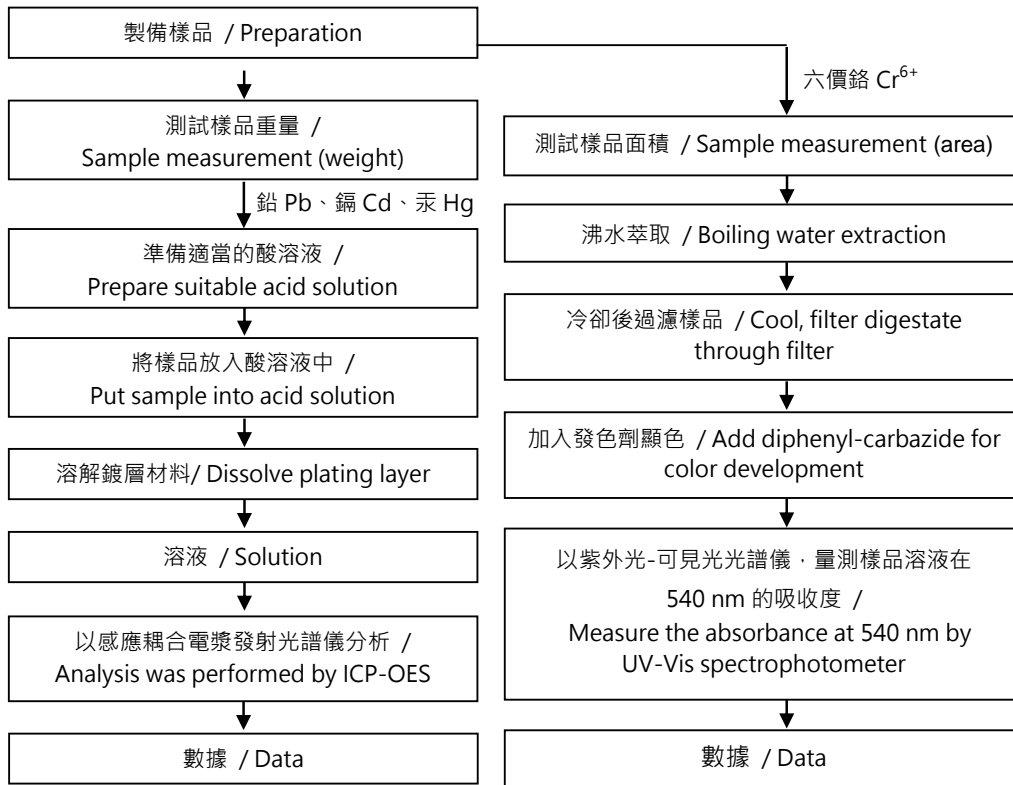 製備樣品 / Preparation
測試樣品重量 /
Sample measurement (weight)
鉛 Pb、鎘 Cd、汞 Hg
準備適當的酸溶液 /
Prepare suitable acid solution
將樣品放入酸溶液中 /
Put sample into acid solution
溶解鍍層材料/ Dissolve plating layer
溶液 / Solution
以感應耦合電漿發射光譜儀分析 /
Analysis was performed by ICP-OES
數據 / Data
六價鉻 Cr⁶⁺
測試樣品面積 / Sample measurement (area)
沸水萃取 / Boiling water extraction
冷卻後過濾樣品 / Cool, filter digestate
through filter
加入發色劑顯色 / Add diphenyl-carbazide for
color development
以紫外光-可見光光譜儀，量測樣品溶液在
540 nm 的吸收度 /
Measure the absorbance at 540 nm by
UV-Vis spectrophotometer
數據 / Data